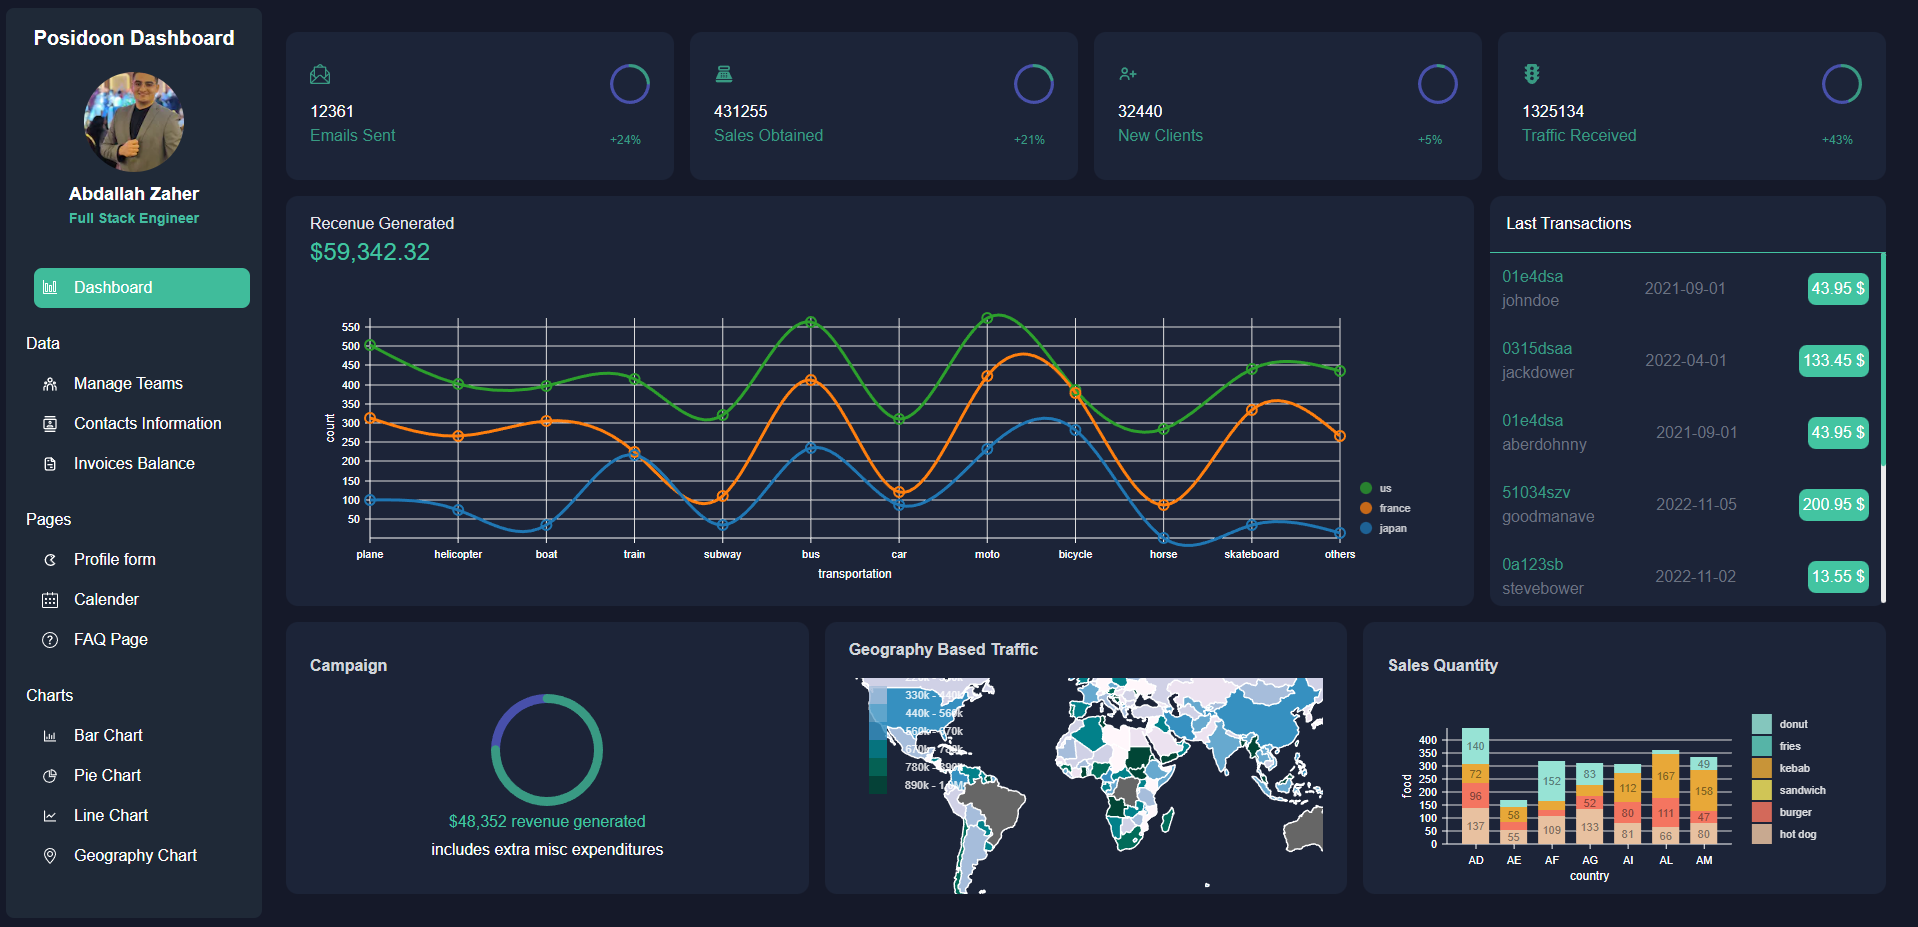 Posidoon Dashboard
Abdallah Zaher
Full Stack Engineer
Dashboard
Data
Manage Teams
Contacts Information
Invoices Balance
Pages
Profile form
Calender
FAQ Page
Charts
Bar Chart
Pie Chart
Line Chart
Geography Chart
12361
Emails Sent
+24%
431255
Sales Obtained
+21%
32440
New Clients
+5%
1325134
Traffic Received
+43%
Recenue Generated
$59,342.32
550
500
450
400
350
300
250
200
150
100
50
count
plane helicopter boat train subway bus car moto bicycle horse skateboard others
transportation
us
france
japan
Last Transactions
01e4dsa
johndoe
2021-09-01
43.95 $
0315dsaa
jackdower
2022-04-01
133.45 $
01e4dsa
aberdohnny
2021-09-01
43.95 $
51034szv
goodmanave
2022-11-05
200.95 $
0a123sb
stevebower
2022-11-02
13.55 $
Campaign
$48,352 revenue generated
includes extra misc expenditures
Geography Based Traffic
330k - 440k
440k - 560k
560k - 670k
670k - 780k
780k - 890k
890k - 1.0M
Sales Quantity
400
350
300
250
200
150
100
50
0
food
140
72
96
137
58
55
152
109
83
52
133
112
80
81
167
111
66
49
158
47
80
AD AE AF AG AI AL AM
country
donut
fries
kebab
sandwich
burger
hot dog